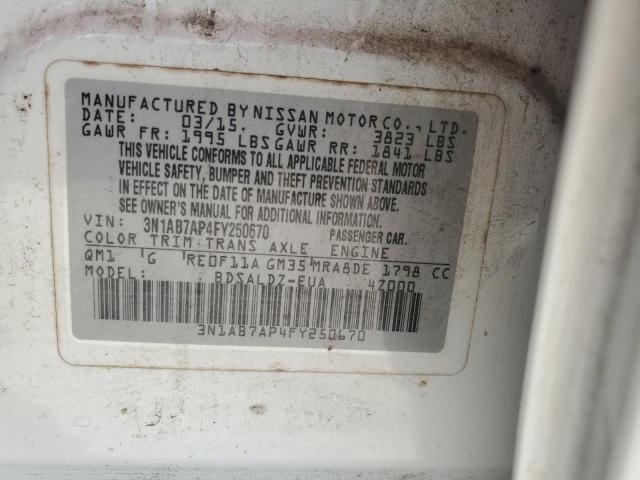 MANUFACTURED BY NISSAN MOTOR CO., LTD.
DATE: 03/15. GVWR: 3823 LBS
GAWR FR: 1995 LBS GAWR RR: 1841 LBS
THIS VEHICLE CONFORMS TO ALL APPLICABLE FEDERAL MOTOR
VEHICLE SAFETY, BUMPER AND THEFT PREVENTION STANDARDS
IN EFFECT ON THE DATE OF MANUFACTURE SHOWN ABOVE.
SEE OWNER'S MANUAL FOR ADDITIONAL INFORMATION.
VIN: 3N1AB7AP4FY250670 PASSENGER CAR.
COLOR TRIM TRANS AXLE ENGINE
QM1 G RE0F11A GM35 MRA8DE 1798 CC
MODEL: BDSALDZ-EUA 47000
3N1AB7AP4FY250670